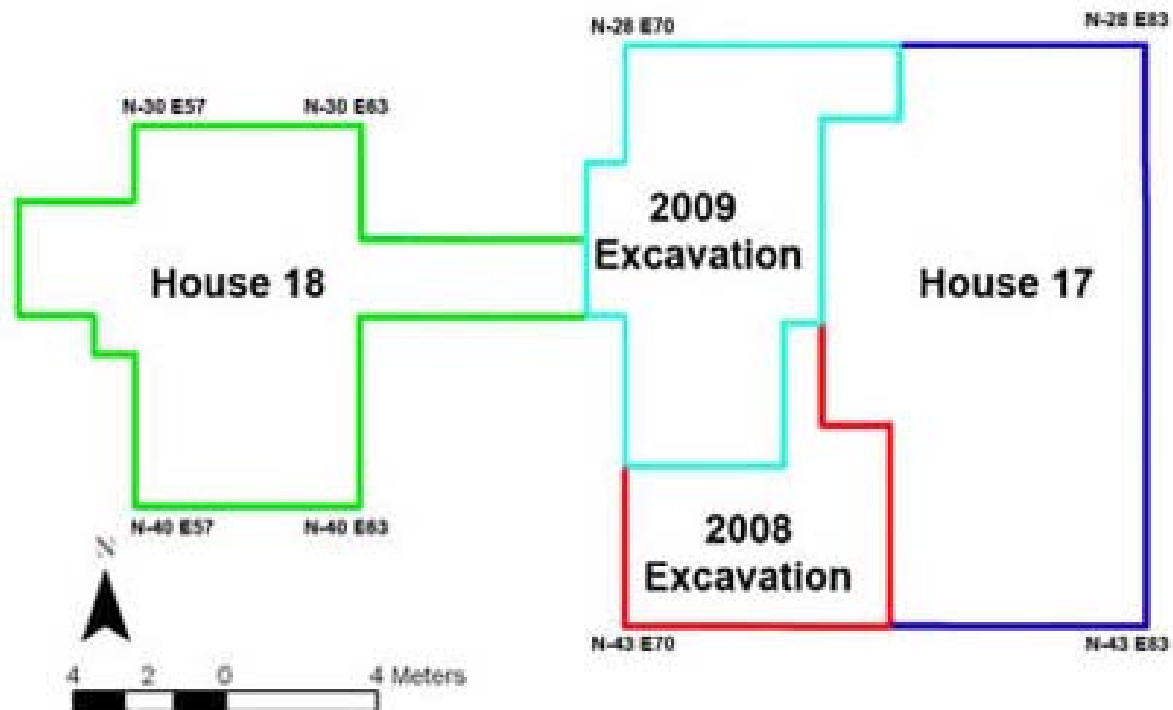 N-28 E70
N-28 E83
N-30 E57
N-30 E63
2009
Excavation
House 18
House 17
N-40 E57
N-40 E63
2008
Excavation
N
N-43 E70
N-43 E83
4 2 0 4 Meters